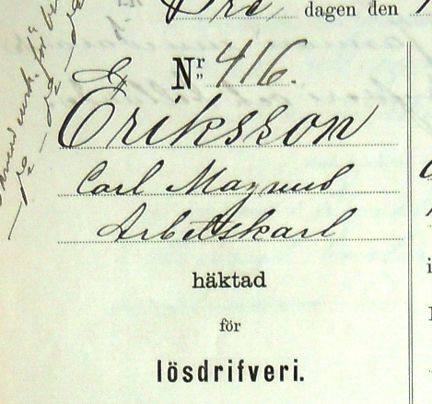 dagen den
Nr 416.
Eriksson
Carl Magnus
Arbetskarl
häktad
för
lösdrifveri.